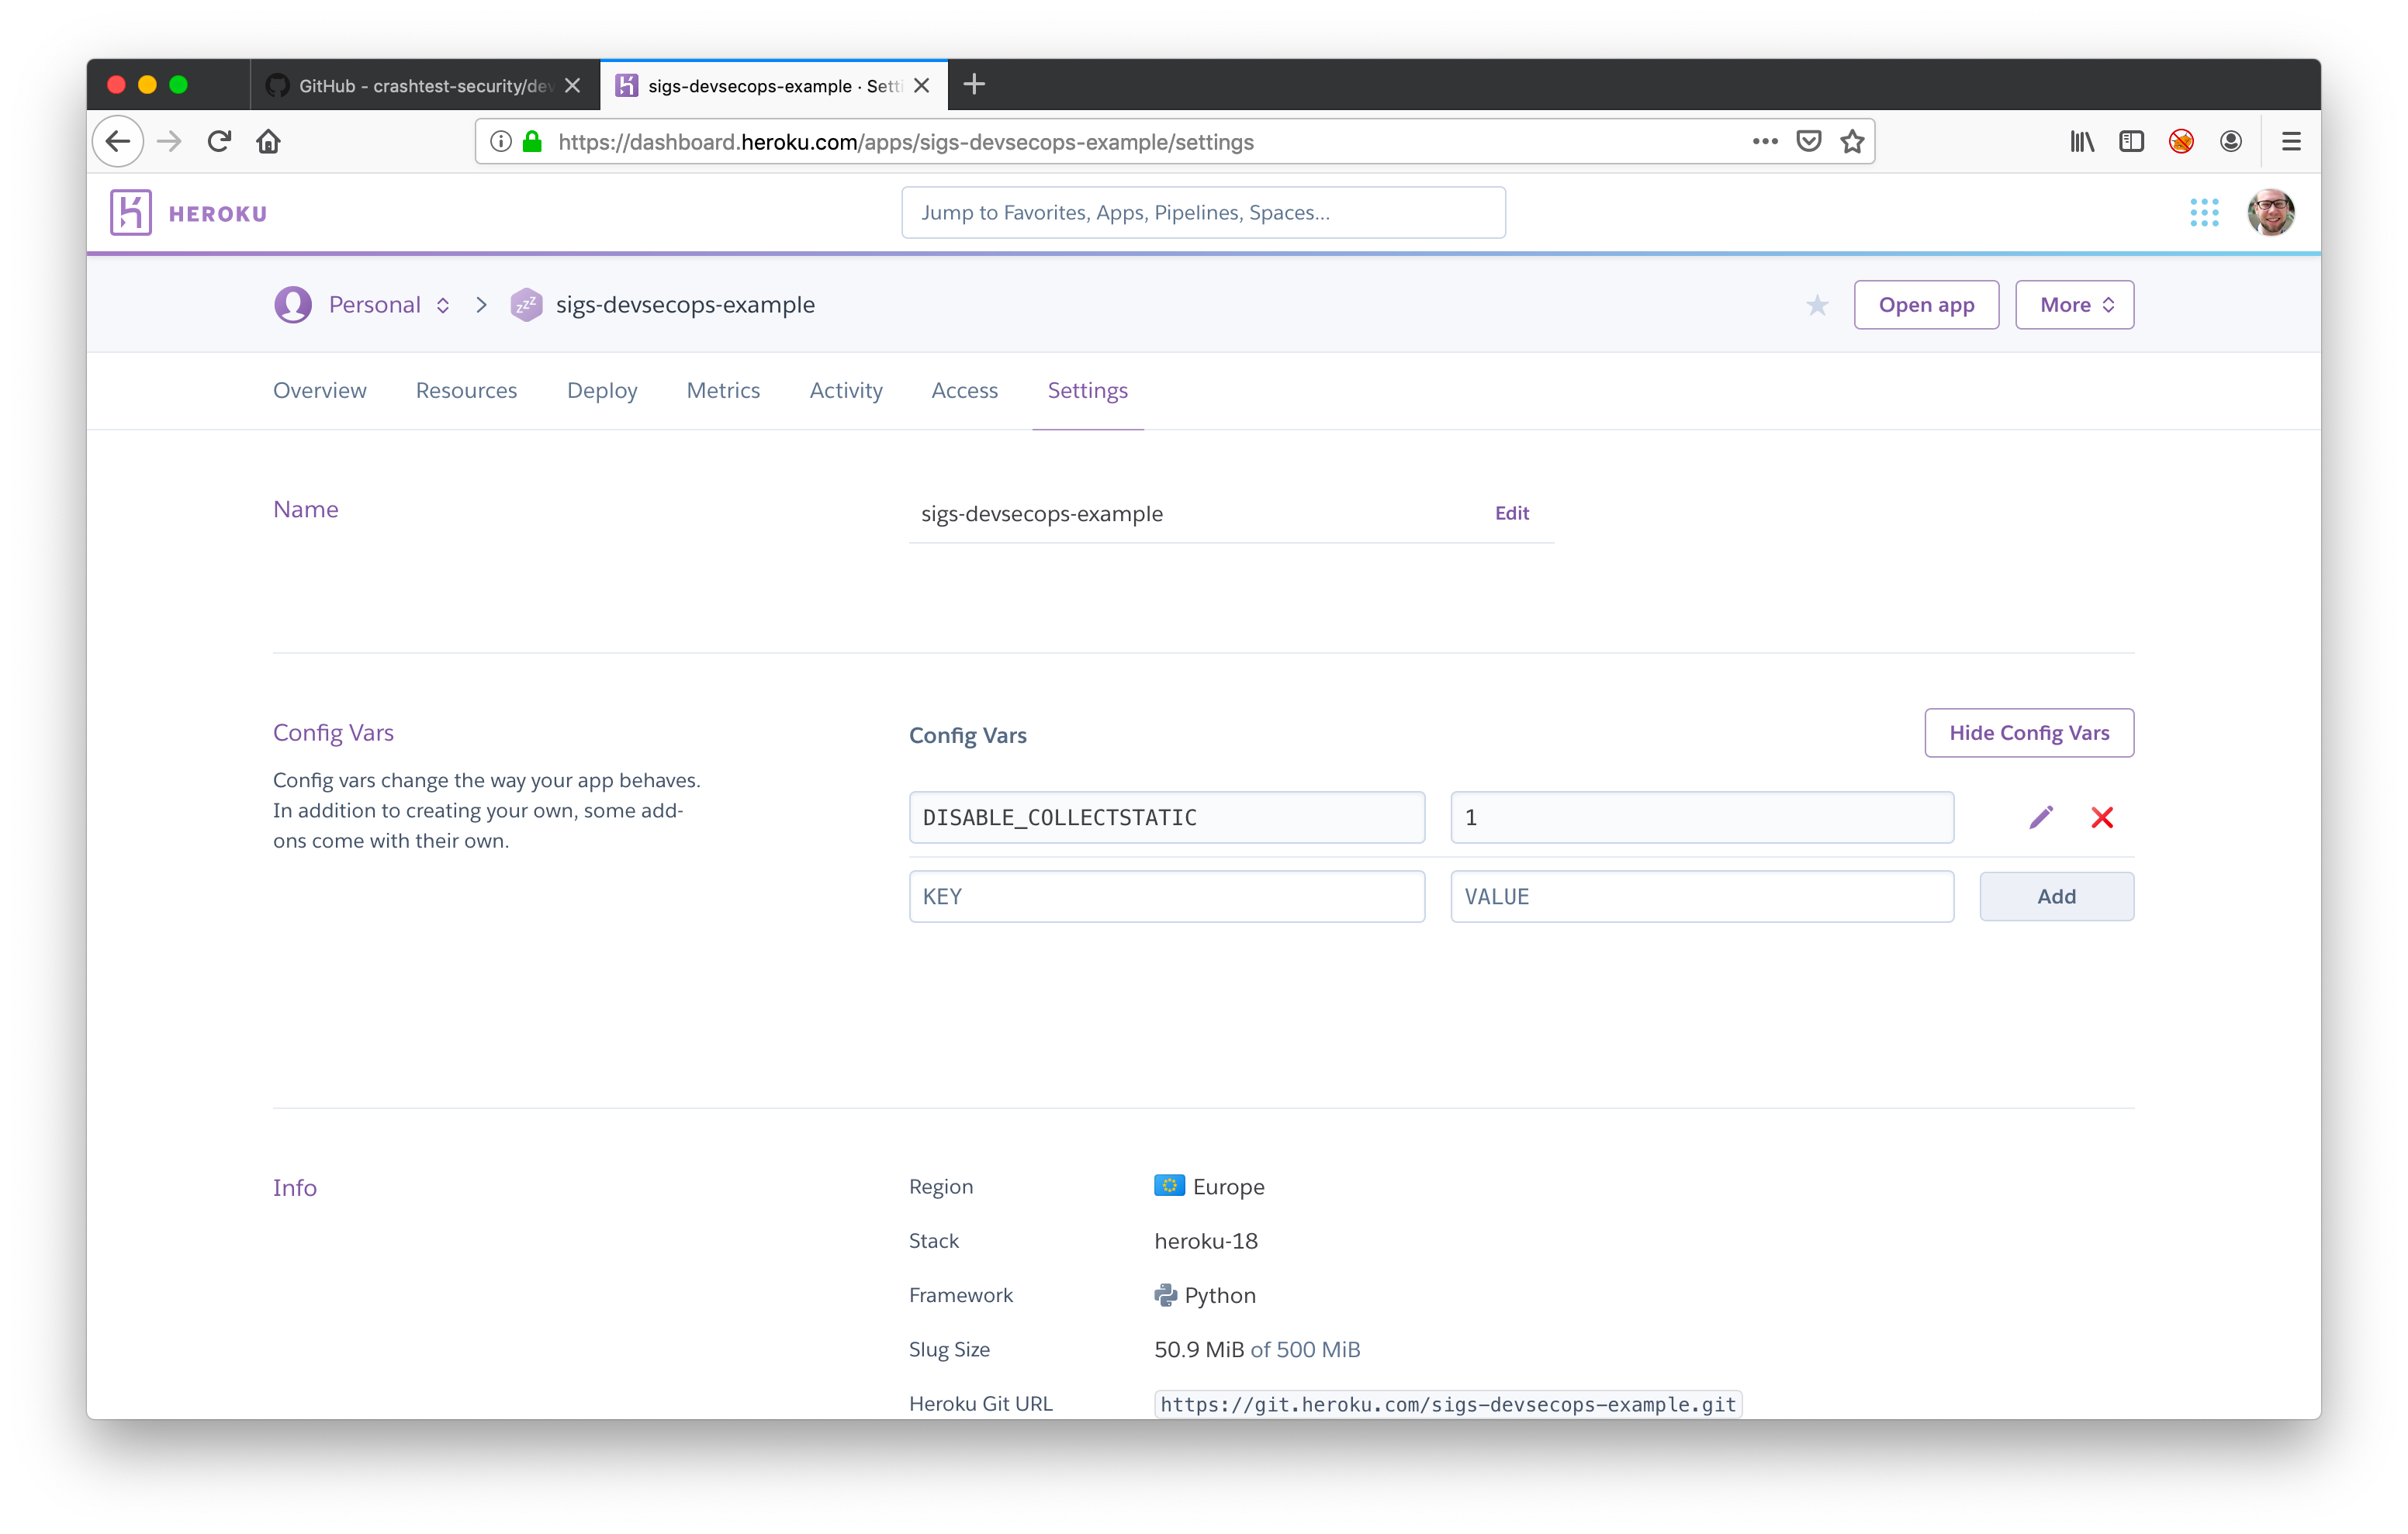 GitHub - crashtest-security/dev
sigs-devsecops-example · Setti
https://dashboard.heroku.com/apps/sigs-devsecops-example/settings
HEROKU
Jump to Favorites, Apps, Pipelines, Spaces...
Personal
zzz
sigs-devsecops-example
Open app
More
Overview
Resources
Deploy
Metrics
Activity
Access
Settings
Name
sigs-devsecops-example
Edit
Config Vars
Config vars change the way your app behaves.
In addition to creating your own, some add-
ons come with their own.
Config Vars
Hide Config Vars
DISABLE_COLLECTSTATIC
1
KEY
VALUE
Add
Info
Region
Europe
Stack
heroku-18
Framework
Python
Slug Size
50.9 MiB of 500 MiB
Heroku Git URL
https://git.heroku.com/sigs-devsecops-example.git